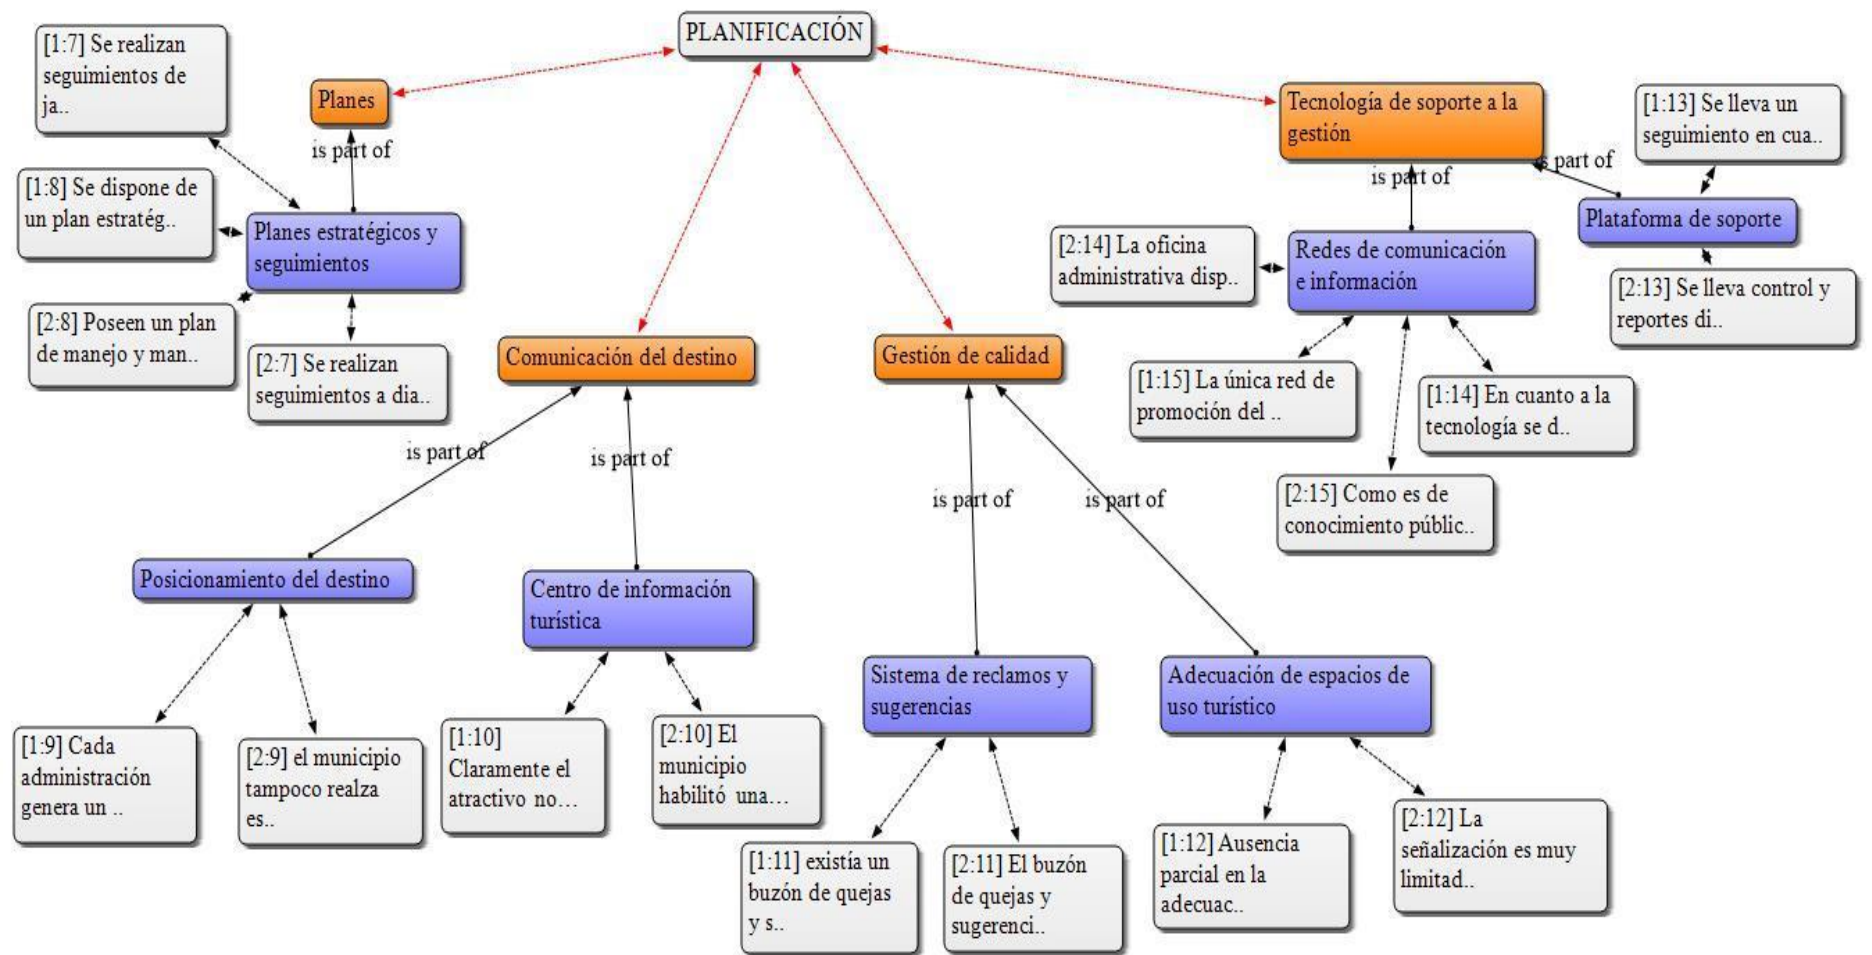 PLANIFICACIÓN
[1:7] Se realizan
seguimientos de
ja..
Planes
is part of
[1:8] Se dispone de
un plan estratég..
Planes estratégicos y
seguimientos
[2:8] Poseen un plan
de manejo y man..
[2:7] Se realizan
seguimientos a dia..
Tecnología de soporte a la
gestión
[1:13] Se lleva un
seguimiento en cua..
is part of
is part of
Plataforma de soporte
[2:14] La oficina
administrativa disp..
Redes de comunicación
e información
[2:13] Se lleva control y
reportes di..
[1:15] La única red de
promoción del ..
[1:14] En cuanto a la
tecnología se d..
[2:15] Como es de
conocimiento públic..
Comunicación del destino
Gestión de calidad
is part of
is part of
is part of
is part of
Posicionamiento del destino
Centro de información
turística
Sistema de reclamos y
sugerencias
Adecuación de espacios de
uso turístico
[1:9] Cada
administración
genera un ..
[2:9] el municipio
tampoco realza
es..
[1:10]
Claramente el
atractivo no...
[2:10] El
municipio
habilitó una...
[1:11] existía un
buzón de quejas
y s..
[2:11] El buzón
de quejas y
sugerenci..
[1:12] Ausencia
parcial en la
adecuac..
[2:12] La
señalización es muy
limitad..